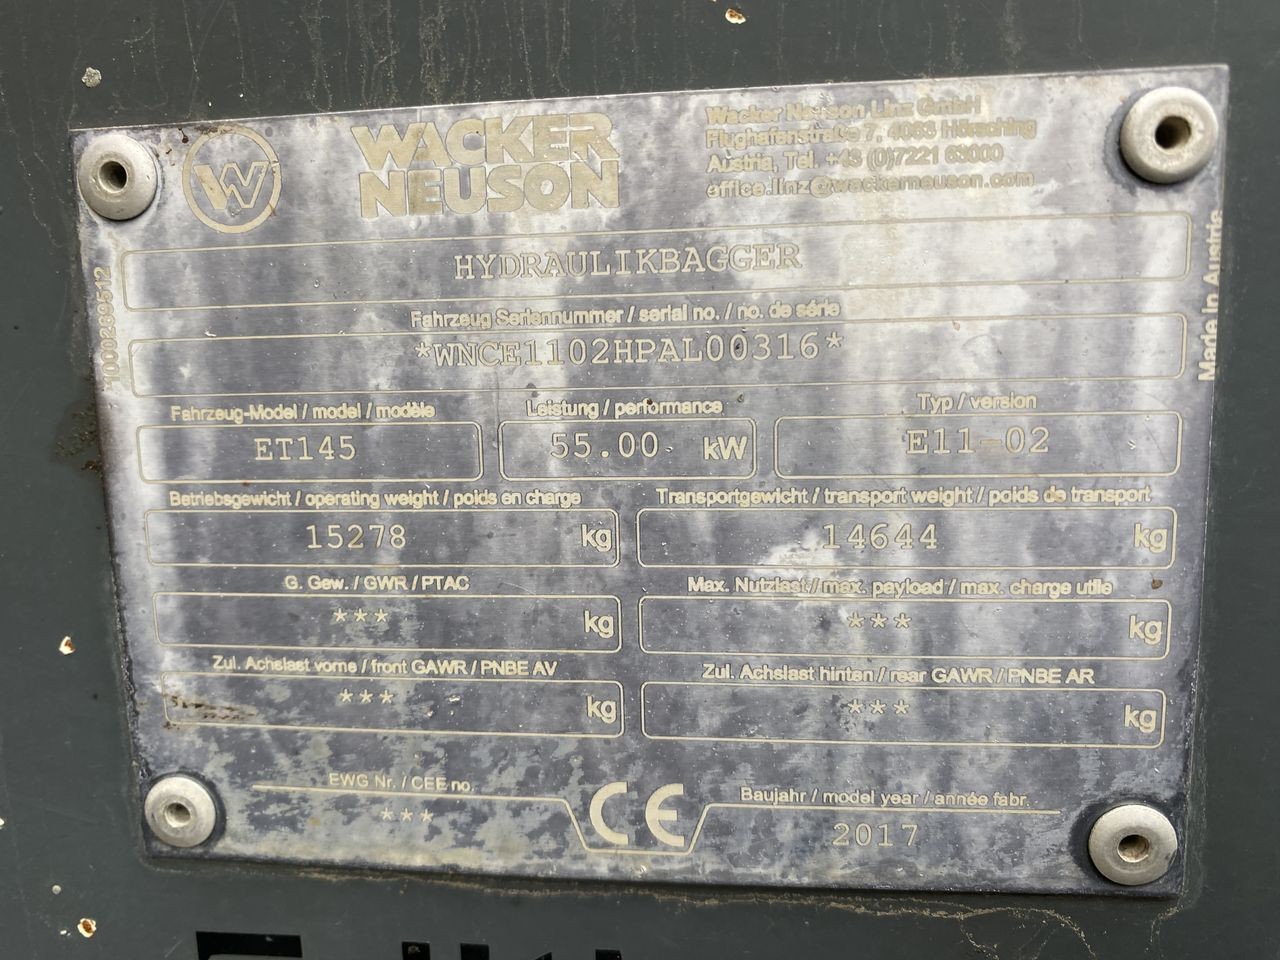 W
WACKER
NEUSON
Wacker Neuson Linz GmbH
Flughafenstraße 7, 4063 Hörsching
Austria, Tel. +43 (0)7221 63000
office.linz@wackerneuson.com
HYDRAULIKBAGGER
Fahrzeug Seriennummer / serial no. / no. de série
*WNCE1102HPAL00316*
Fahrzeug-Model / model / modèle
Leistung / performance
Typ / version
ET145
55.00 kW
E11-02
Betriebsgewicht / operating weight / poids en charge
Transportgewicht / transport weight / poids de transport
15278 kg
14644 kg
G. Gew. / GWR / PTAC
Max. Nutzlast / max. payload / max. charge utile
*** kg
*** kg
Zul. Achslast vorne / front GAWR / PNBE AV
Zul. Achslast hinten / rear GAWR / PNBE AR
*** kg
*** kg
EWG Nr. / CEE no.
***
CE
Baujahr / model year / année fabr.
2017
1000289512
Made in Austria